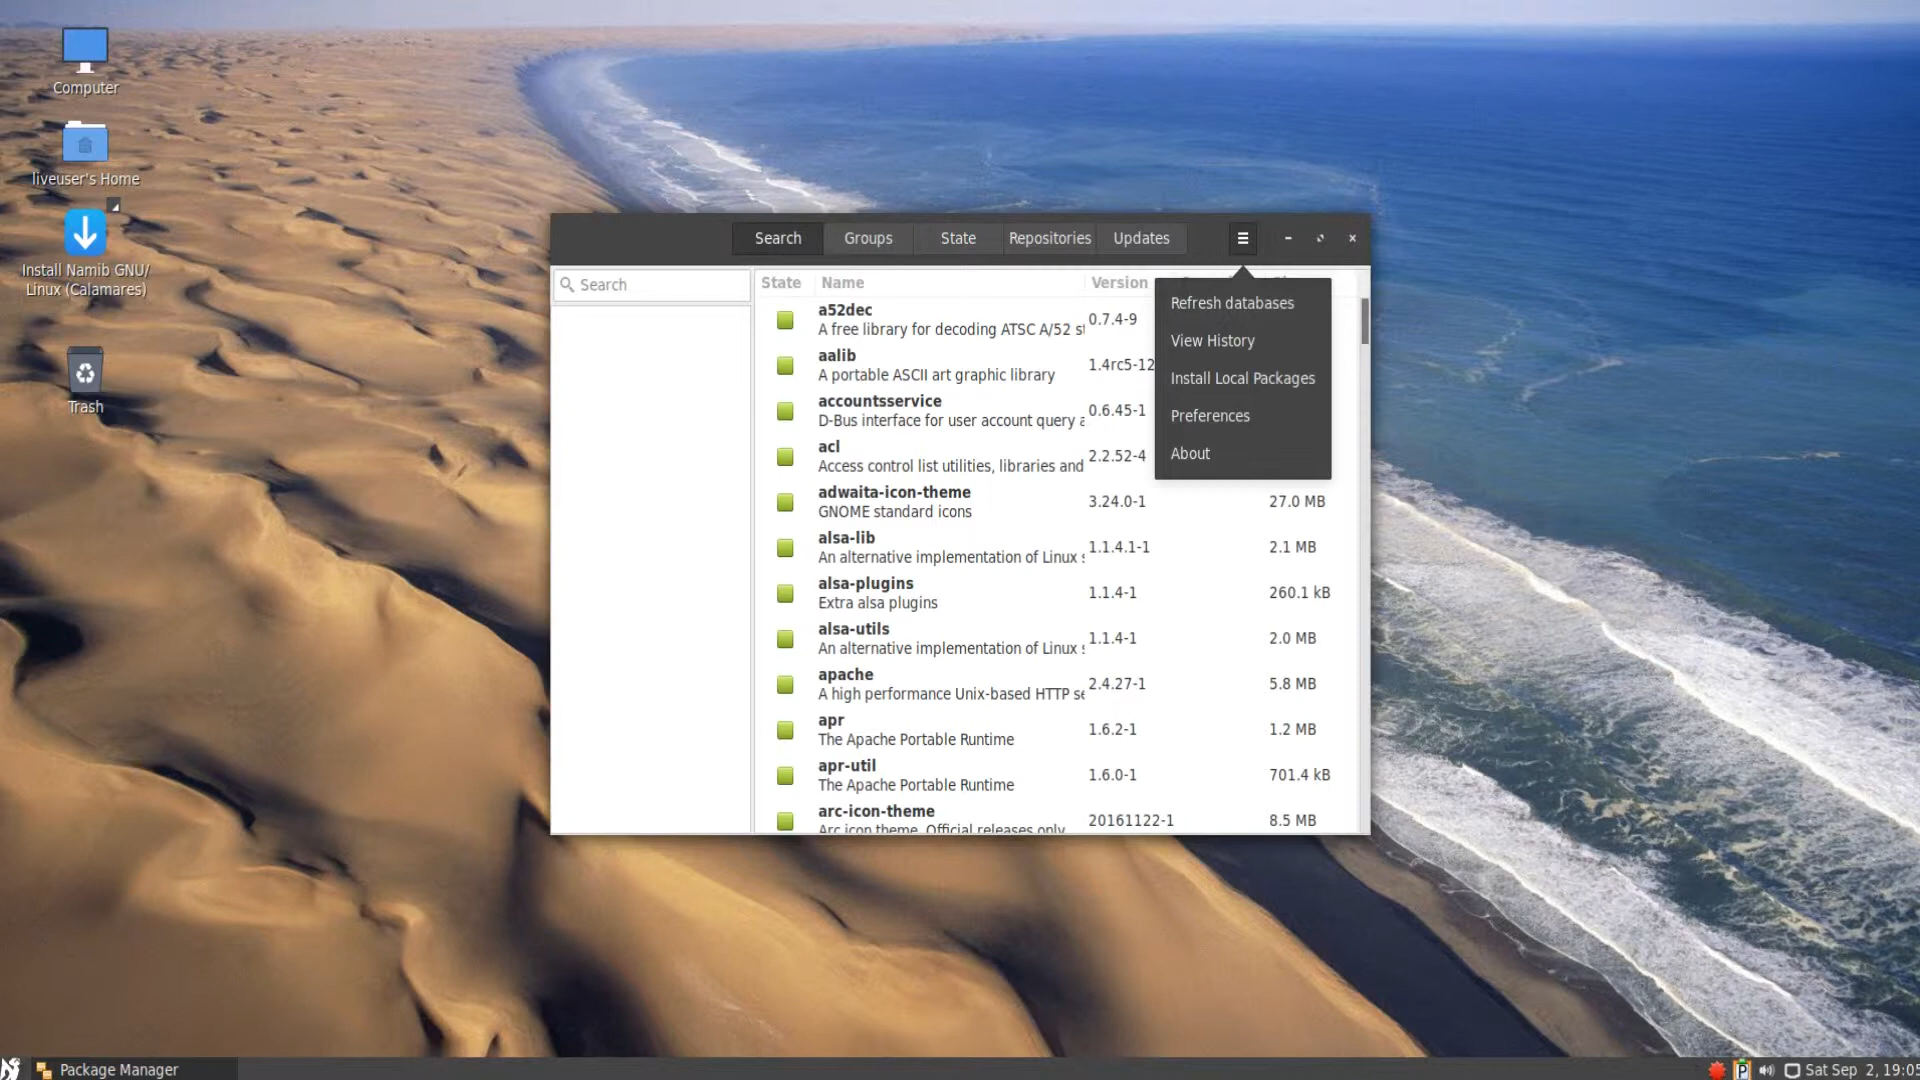 Computer
liveuser's Home
Install Namib GNU/
Linux (Calamares)
Trash
Search Groups State Repositories Updates
Search
State Name Version
Refresh databases
View History
Install Local Packages
Preferences
About
a52dec
A free library for decoding ATSC A/52 st
0.7.4-9
aalib
A portable ASCII art graphic library
1.4rc5-12
accountsservice
D-Bus interface for user account query a
0.6.45-1
acl
Access control list utilities, libraries and
2.2.52-4
adwaita-icon-theme
GNOME standard icons
3.24.0-1 27.0 MB
alsa-lib
An alternative implementation of Linux s
1.1.4.1-1 2.1 MB
alsa-plugins
Extra alsa plugins
1.1.4-1 260.1 kB
alsa-utils
An alternative implementation of Linux s
1.1.4-1 2.0 MB
apache
A high performance Unix-based HTTP se
2.4.27-1 5.8 MB
apr
The Apache Portable Runtime
1.6.2-1 1.2 MB
apr-util
The Apache Portable Runtime
1.6.0-1 701.4 kB
arc-icon-theme
Arc icon theme. Official releases only.
20161122-1 8.5 MB
Package Manager
P
Sat Sep 2, 19:05